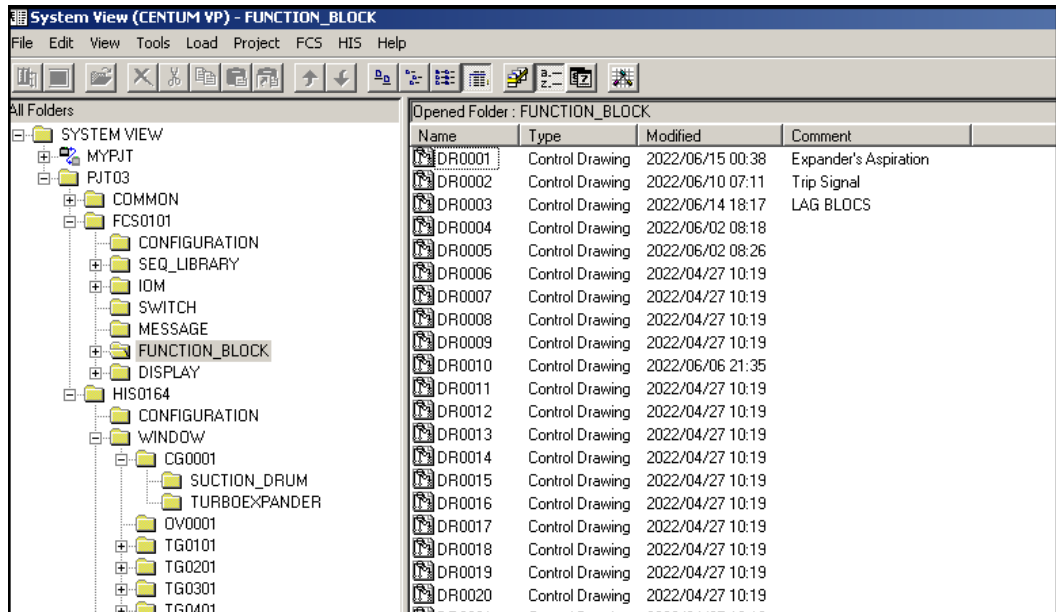 System View (CENTUM VP) - FUNCTION_BLOCK
File Edit View Tools Load Project FCS HIS Help
All Folders
SYSTEM VIEW
MYPJT
PJT03
COMMON
FCS0101
CONFIGURATION
SEQ_LIBRARY
IOM
SWITCH
MESSAGE
FUNCTION_BLOCK
DISPLAY
HIS0164
CONFIGURATION
WINDOW
CG0001
SUCTION_DRUM
TURBOEXPANDER
OV0001
TG0101
TG0201
TG0301
TG0401
Opened Folder : FUNCTION_BLOCK
Name Type Modified Comment
DR0001 Control Drawing 2022/06/15 00:38 Expander's Aspiration
DR0002 Control Drawing 2022/06/10 07:11 Trip Signal
DR0003 Control Drawing 2022/06/14 18:17 LAG BLOCS
DR0004 Control Drawing 2022/06/02 08:18
DR0005 Control Drawing 2022/06/02 08:26
DR0006 Control Drawing 2022/04/27 10:19
DR0007 Control Drawing 2022/04/27 10:19
DR0008 Control Drawing 2022/04/27 10:19
DR0009 Control Drawing 2022/04/27 10:19
DR0010 Control Drawing 2022/06/06 21:35
DR0011 Control Drawing 2022/04/27 10:19
DR0012 Control Drawing 2022/04/27 10:19
DR0013 Control Drawing 2022/04/27 10:19
DR0014 Control Drawing 2022/04/27 10:19
DR0015 Control Drawing 2022/04/27 10:19
DR0016 Control Drawing 2022/04/27 10:19
DR0017 Control Drawing 2022/04/27 10:19
DR0018 Control Drawing 2022/04/27 10:19
DR0019 Control Drawing 2022/04/27 10:19
DR0020 Control Drawing 2022/04/27 10:19